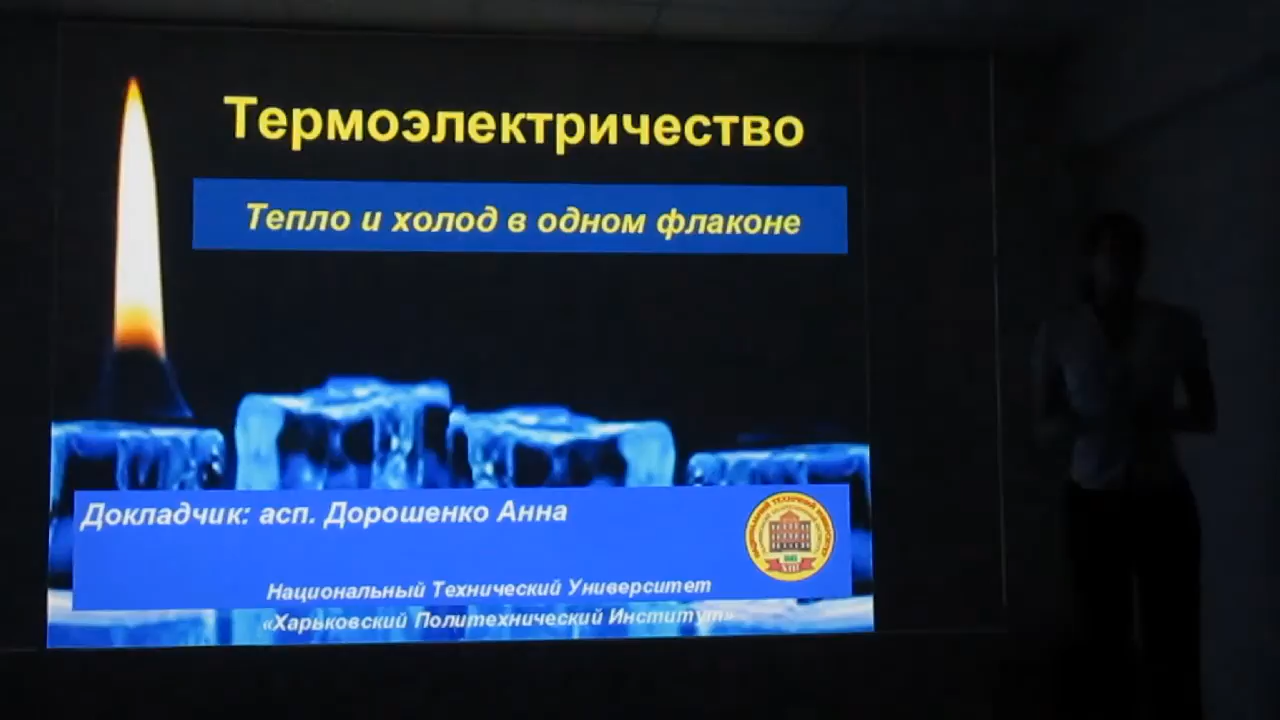 Термоэлектричество
Тепло и холод в одном флаконе
Докладчик: асп. Дорошенко Анна
Национальный Технический Университет
«Харьковский Политехнический Институт»